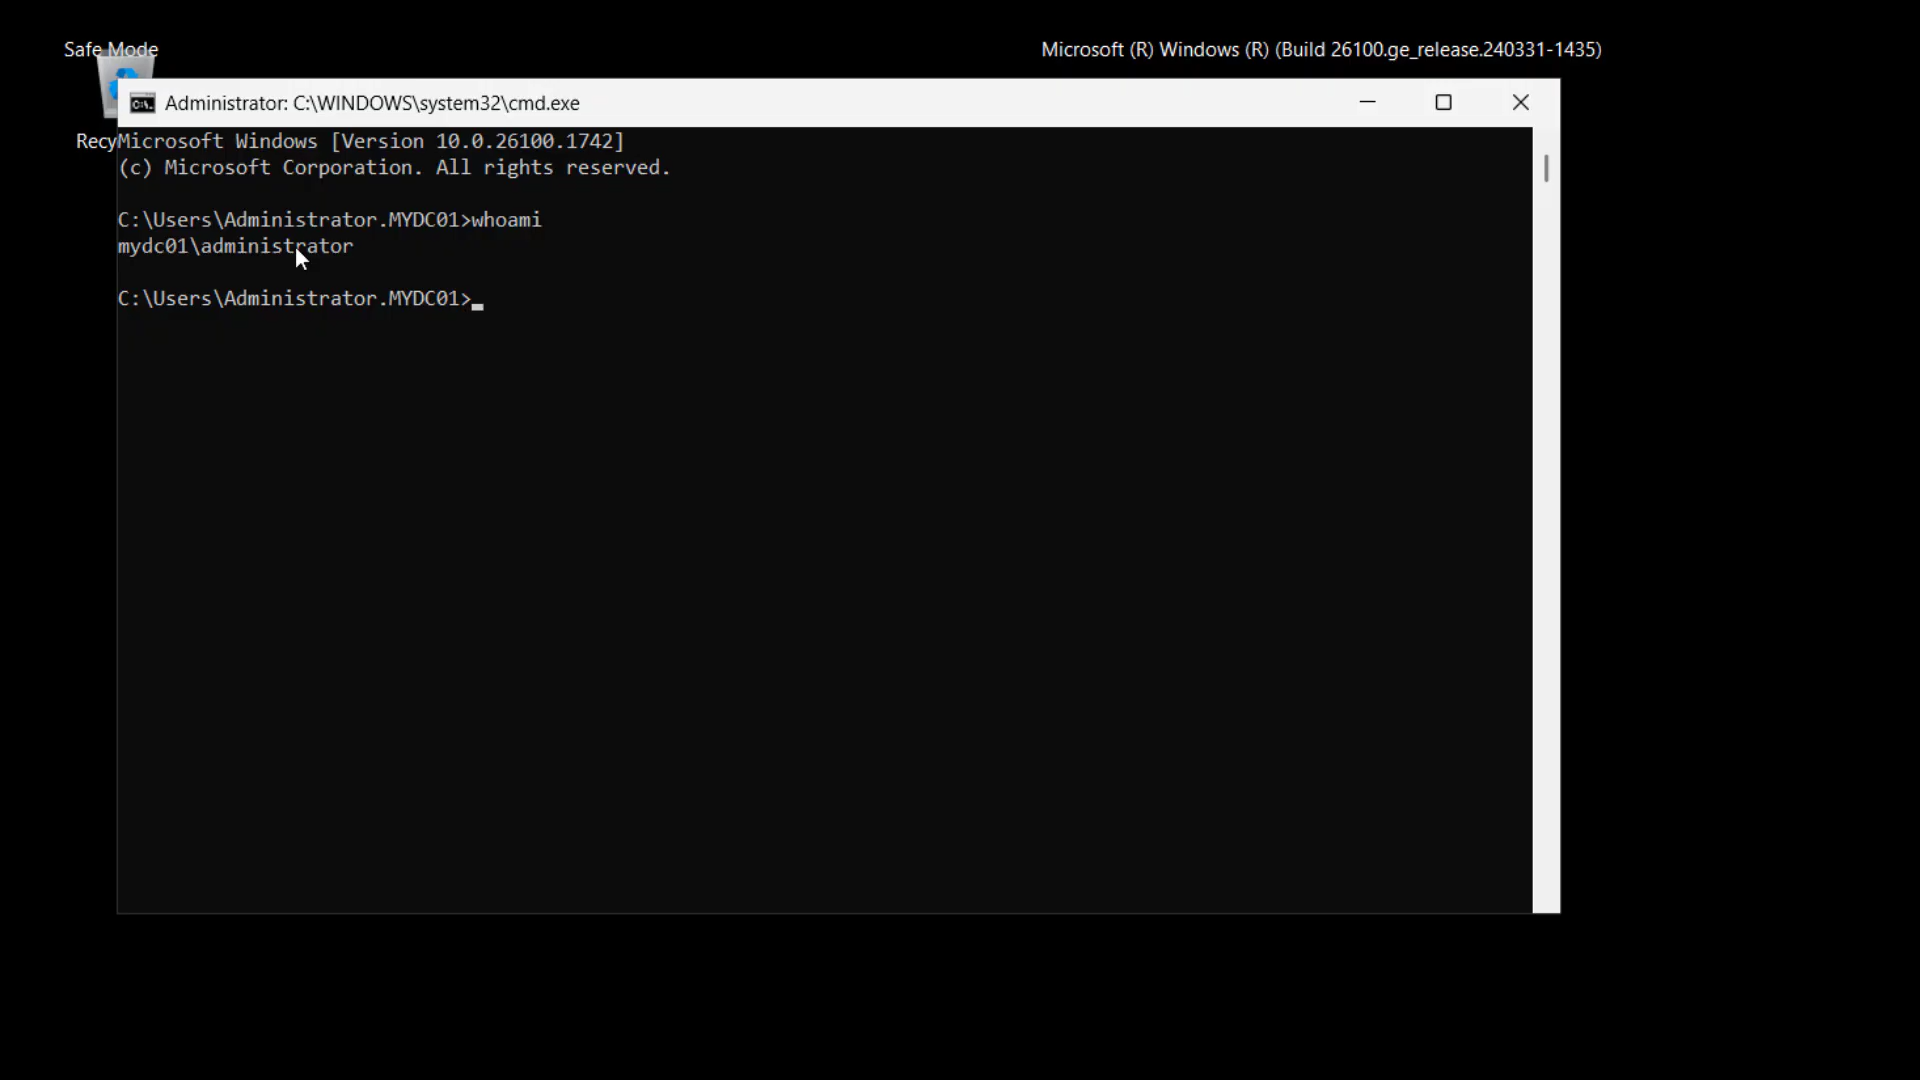 Safe Mode
Microsoft (R) Windows (R) (Build 26100.ge_release.240331-1435)
Administrator: C:\WINDOWS\system32\cmd.exe
Recy
Microsoft Windows [Version 10.0.26100.1742]
(c) Microsoft Corporation. All rights reserved.
C:\Users\Administrator.MYDC01>whoami
mydc01\administrator
C:\Users\Administrator.MYDC01>